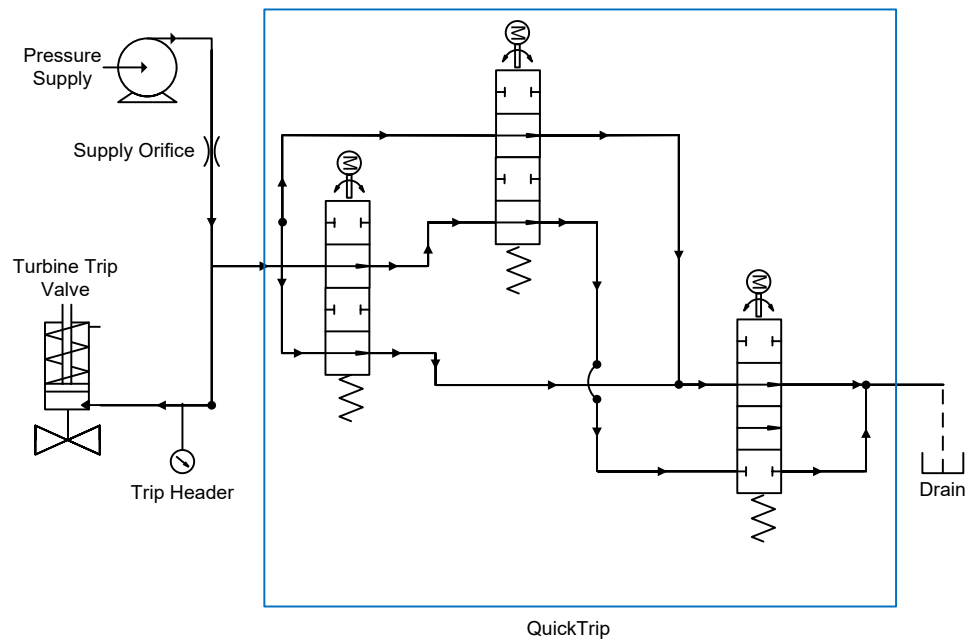 Pressure
Supply
M
Supply Orifice
M
Turbine Trip
Valve
M
Trip Header
Drain
QuickTrip